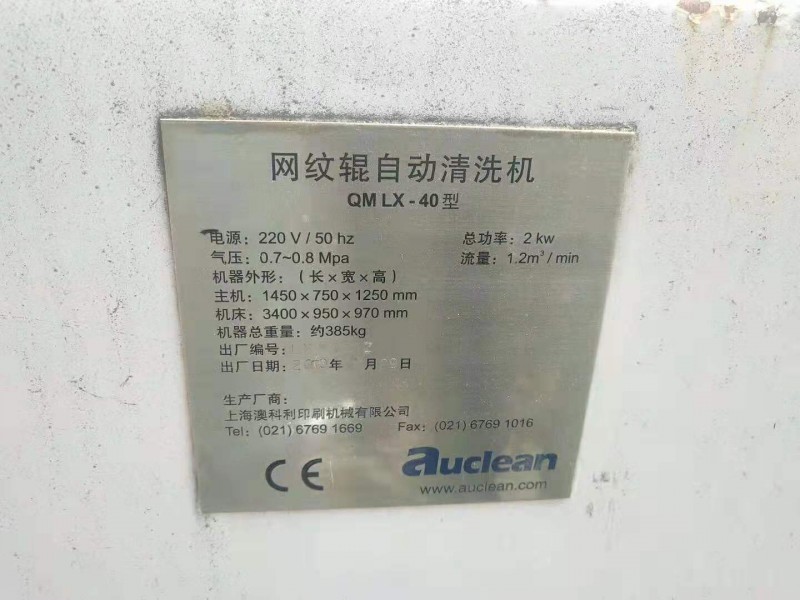 网纹辊自动清洗机
QM LX - 40型
电源：220 V / 50 hz 总功率：2 kw
气压：0.7~0.8 Mpa 流量：1.2m³ / min
机器外形：（长×宽×高）
主机：1450×750×1250 mm
机床：3400×950×970 mm
机器总重量：约385kg
出厂编号：
出厂日期： 年 月 日
生产厂商：
上海澳科利印刷机械有限公司
Tel: (021) 6769 1669 Fax: (021) 6769 1016
CE auclean
www.auclean.com